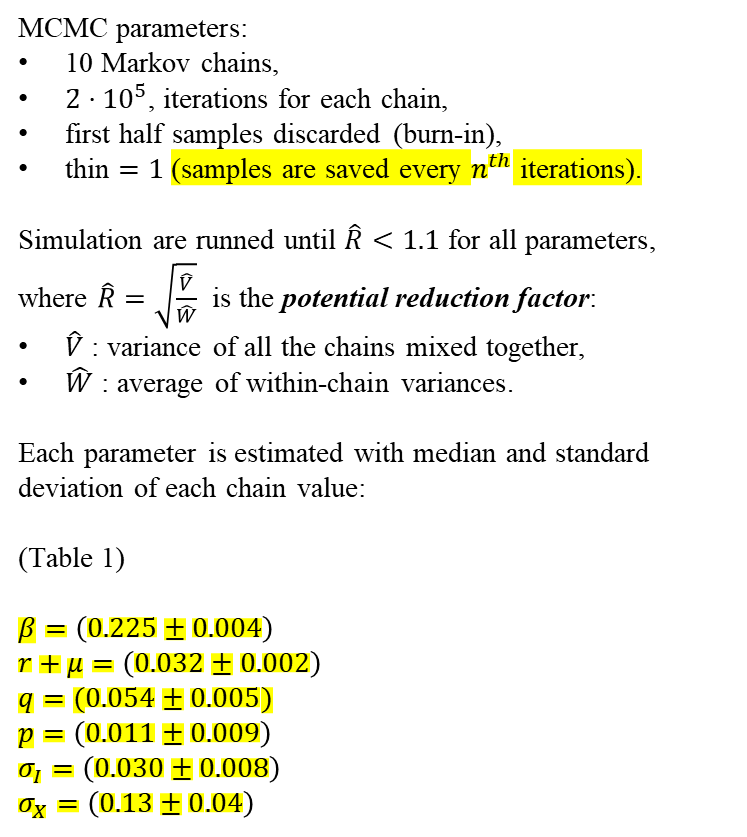 MCMC parameters:
• 10 Markov chains,
• 2 · 10⁵, iterations for each chain,
• first half samples discarded (burn-in),
• thin = 1 (samples are saved every nᵗʰ iterations).
Simulation are runned until R̂ < 1.1 for all parameters,
where R̂ = √(V̂/Ŵ) is the potential reduction factor:
• V̂ : variance of all the chains mixed together,
• Ŵ : average of within-chain variances.
Each parameter is estimated with median and standard
deviation of each chain value:
(Table 1)
β = (0.225 ± 0.004)
r + μ = (0.032 ± 0.002)
q = (0.054 ± 0.005)
p = (0.011 ± 0.009)
σ_I = (0.030 ± 0.008)
σ_X = (0.13 ± 0.04)